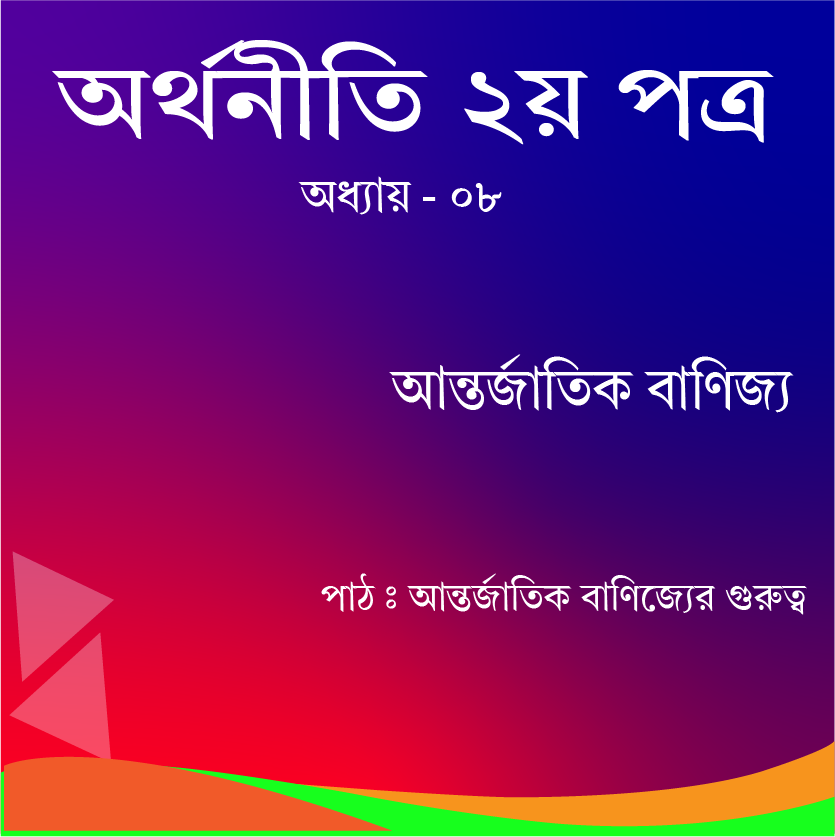 অর্থনীতি ২য় পত্র
অধ্যায় - ০৮
আন্তর্জাতিক বাণিজ্য
পাঠ ঃ আন্তর্জাতিক বাণিজ্যের গুরুত্ব